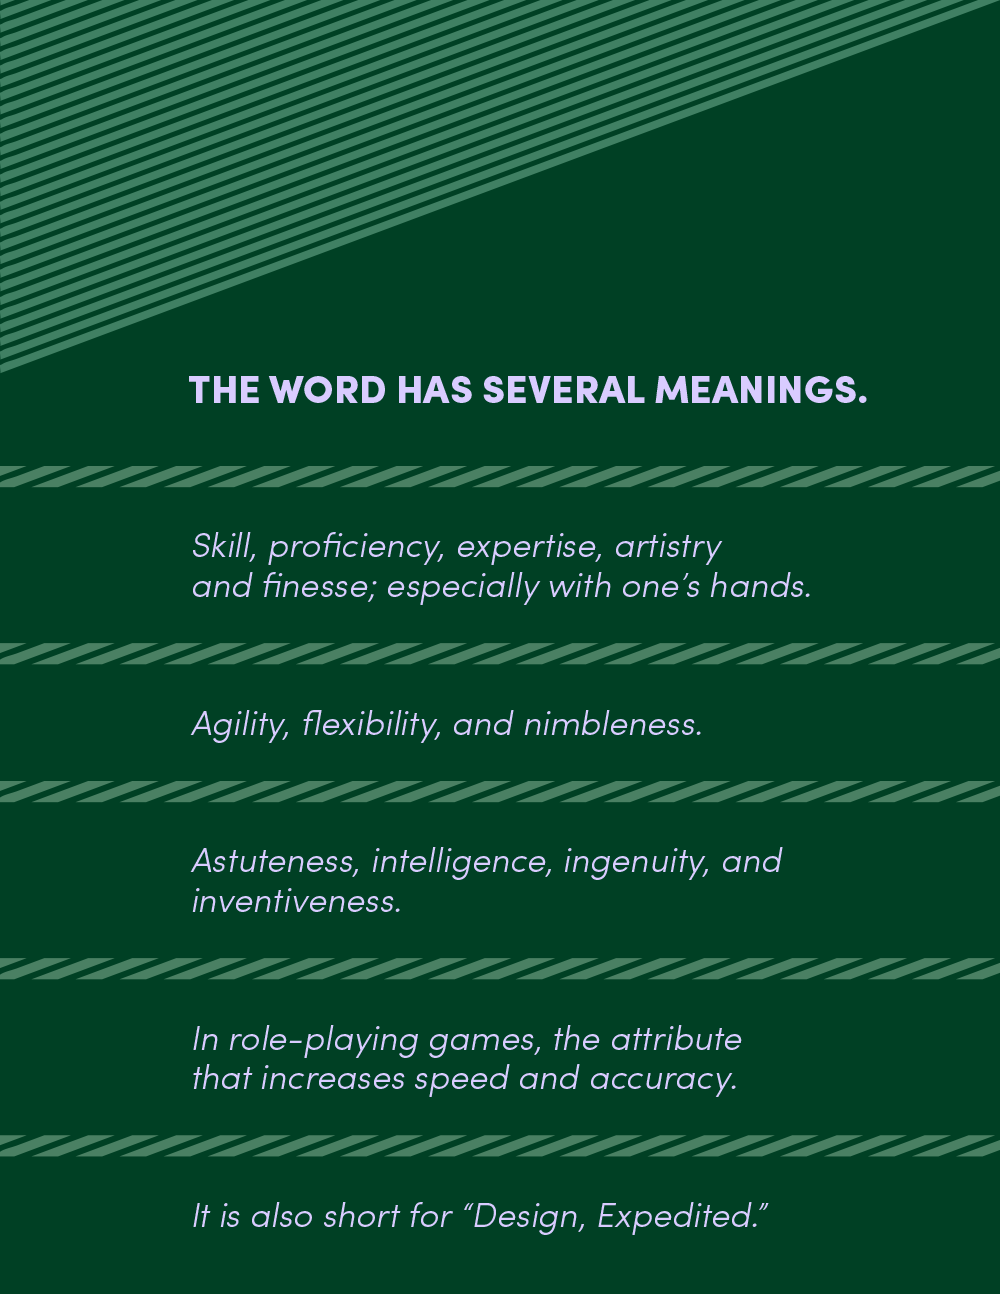 THE WORD HAS SEVERAL MEANINGS.
Skill, proficiency, expertise, artistry
and finesse; especially with one’s hands.
Agility, flexibility, and nimbleness.
Astuteness, intelligence, ingenuity, and
inventiveness.
In role-playing games, the attribute
that increases speed and accuracy.
It is also short for “Design, Expedited.”